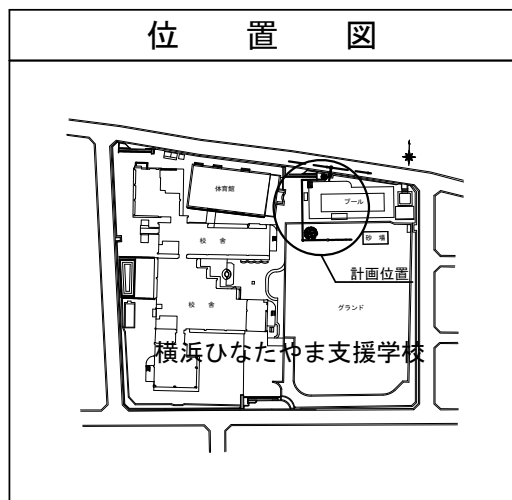 位置図
体育館
プール
校舎
砂場
計画位置
校舎
グランド
横浜ひなたやま支援学校